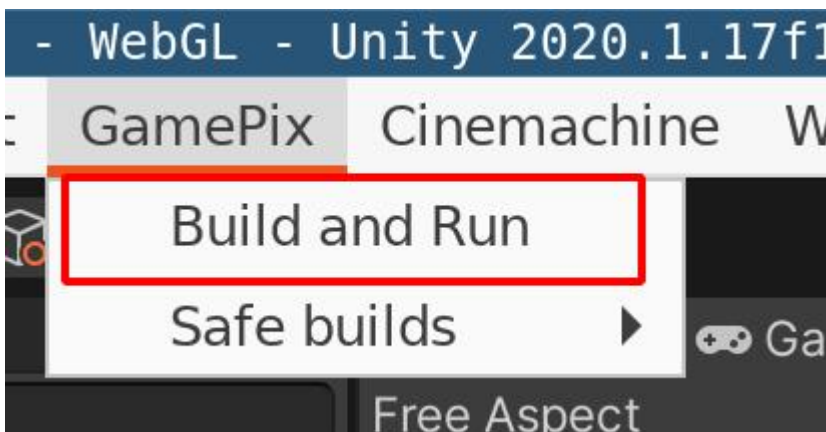 - WebGL - Unity 2020.1.17f1
GamePix Cinemachine
Build and Run
Safe builds
Free Aspect